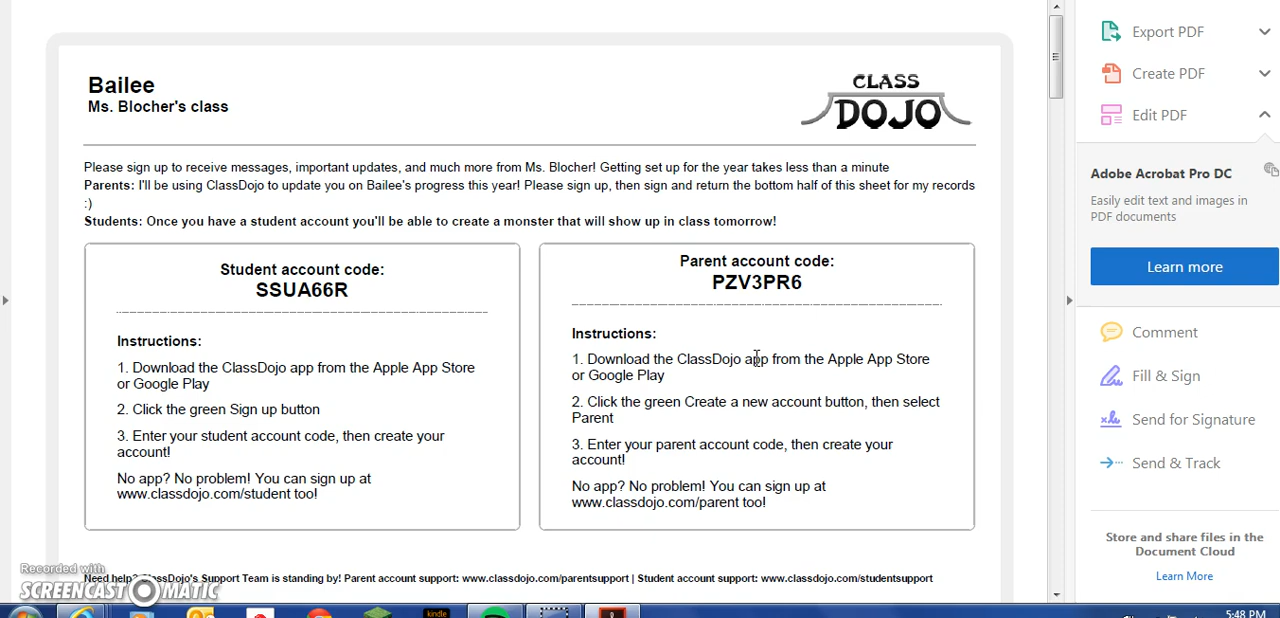 Bailee
Ms. Blocher's class
CLASS
DOJO
Please sign up to receive messages, important updates, and much more from Ms. Blocher! Getting set up for the year takes less than a minute
Parents: I'll be using ClassDojo to update you on Bailee's progress this year! Please sign up, then sign and return the bottom half of this sheet for my records
:)
Students: Once you have a student account you'll be able to create a monster that will show up in class tomorrow!
Student account code:
SSUA66R
Instructions:
1. Download the ClassDojo app from the Apple App Store
or Google Play
2. Click the green Sign up button
3. Enter your student account code, then create your
account!
No app? No problem! You can sign up at
www.classdojo.com/student too!
Parent account code:
PZV3PR6
Instructions:
1. Download the ClassDojo app from the Apple App Store
or Google Play
2. Click the green Create a new account button, then select
Parent
3. Enter your parent account code, then create your
account!
No app? No problem! You can sign up at
www.classdojo.com/parent too!
Need help? ClassDojo's Support Team is standing by! Parent account support: www.classdojo.com/parentsupport | Student account support: www.classdojo.com/studentsupport
Recorded with
SCREENCAST MATIC
Export PDF
Create PDF
Edit PDF
Adobe Acrobat Pro DC
Easily edit text and images in
PDF documents
Learn more
Comment
Fill & Sign
Send for Signature
Send & Track
Store and share files in the
Document Cloud
Learn More
kindle
5:48 PM